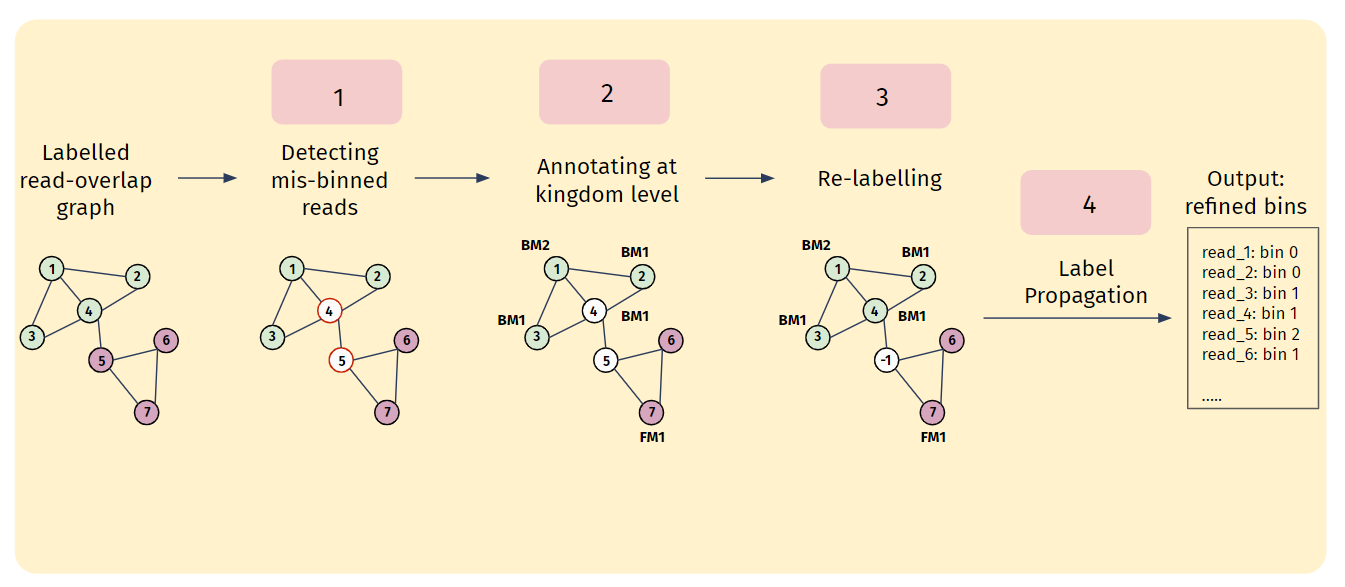 1
2
3
4
Labelled
read-overlap
graph
Detecting
mis-binned
reads
Annotating at
kingdom level
Re-labelling
Label
Propagation
Output:
refined bins
1
2
3
4
5
6
7
1
2
3
4
5
6
7
BM2
BM1
1
2
4
BM1
BM1
3
5
6
7
FM1
BM2
BM1
1
2
4
BM1
BM1
3
-1
6
7
FM1
read_1: bin 0
read_2: bin 0
read_3: bin 1
read_4: bin 1
read_5: bin 2
read_6: bin 1
.....